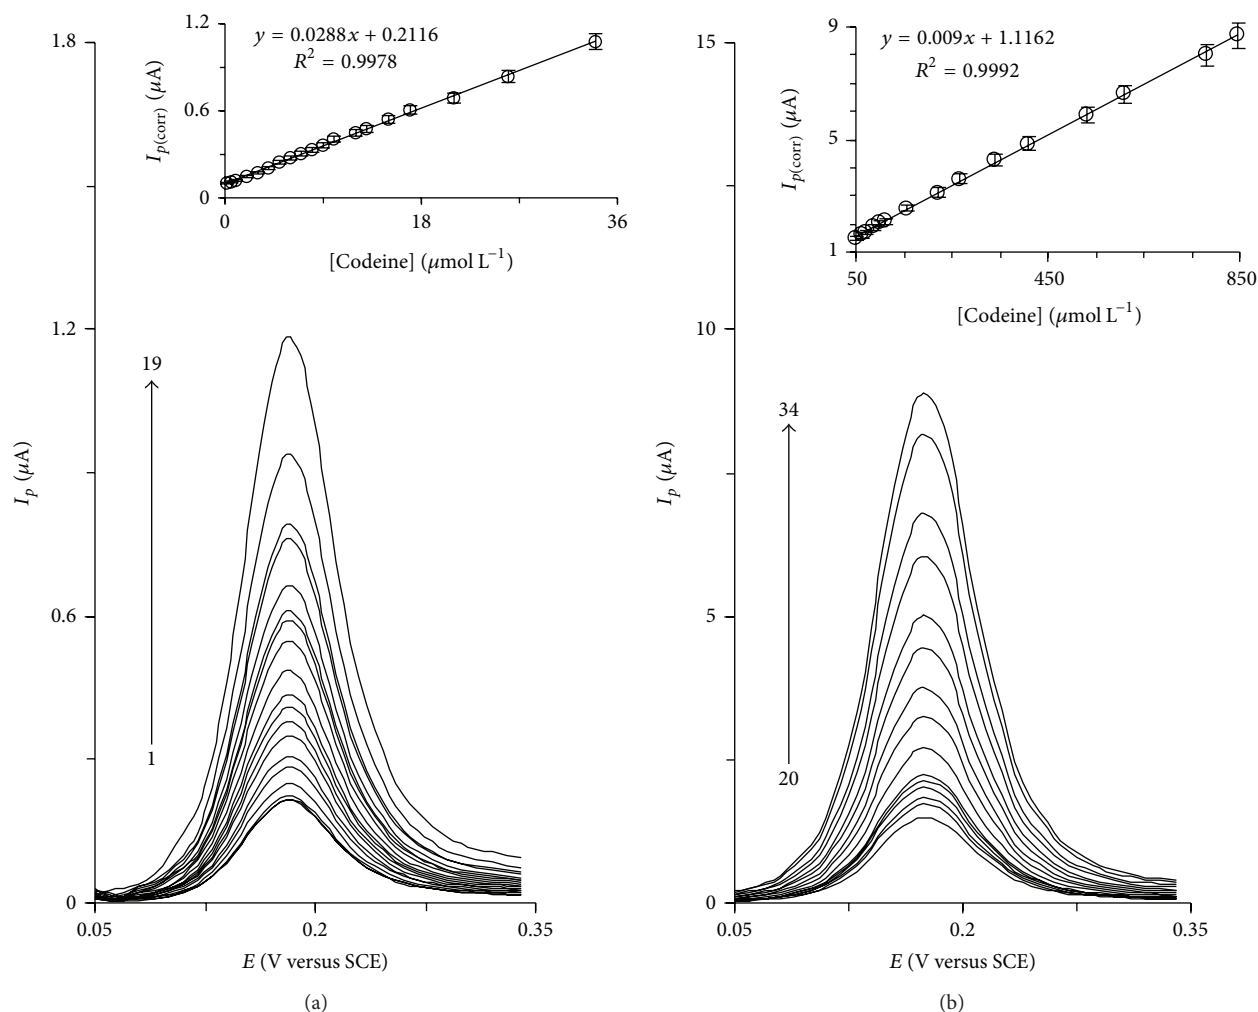 1.2
y = 0.0288x + 0.2116
R² = 0.9978
0.6
0
I_p(corr) (μA)
0
18
36
[Codeine] (μmol L⁻¹)
1.8
1.2
0.6
0
I_p (μA)
19
1
0.05
0.2
0.35
E (V versus SCE)
(a)
9
y = 0.009x + 1.1162
R² = 0.9992
5
1
I_p(corr) (μA)
50
450
850
[Codeine] (μmol L⁻¹)
15
10
5
0
I_p (μA)
34
20
0.05
0.2
0.35
E (V versus SCE)
(b)